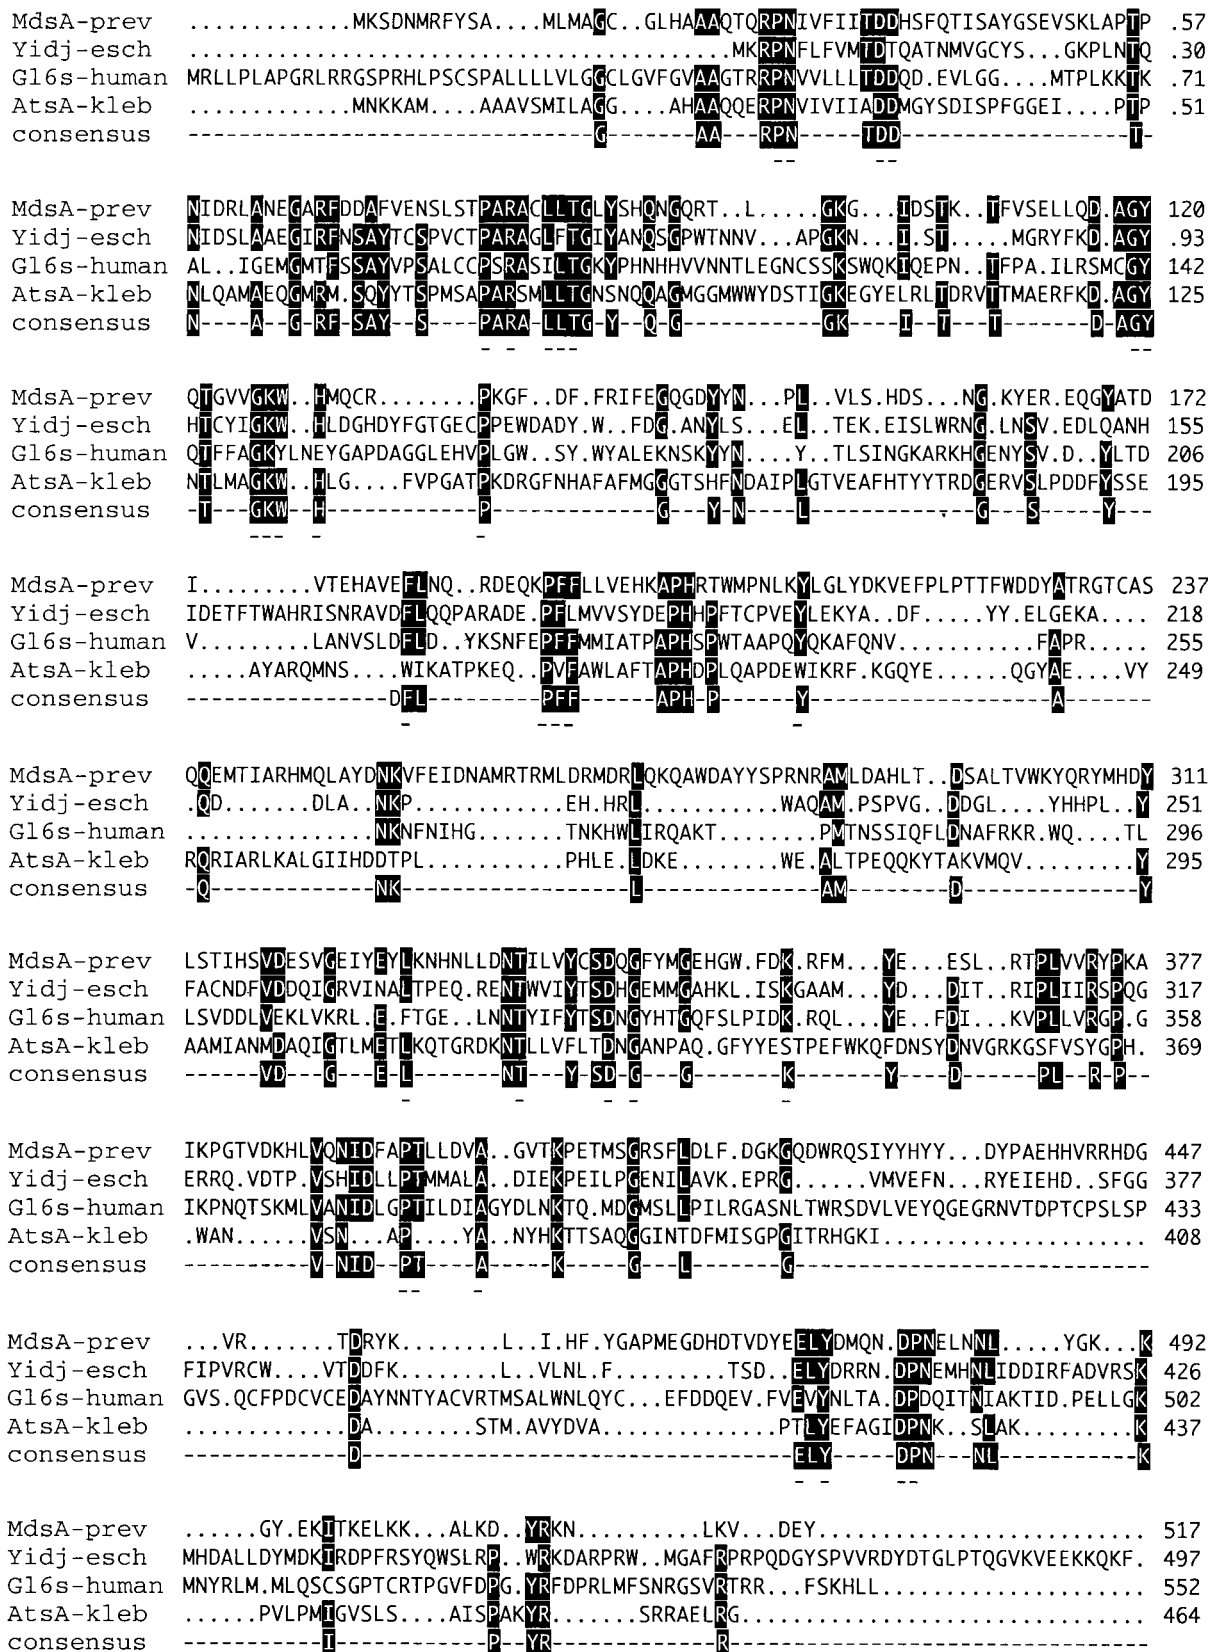 MdsA-prev .............MKSDNMRFYSA....MLMAGC..GLHAAAQTQRPNIVFIITDDHSFQTISAYGSEVSKLAPTP .57
Yidj-esch ..........................................MKRPNFLFVMTDTQATNMVGCYS...GKPLNTQ .30
Gl6s-human MRLLPLAPGRLRRGSPRHLPSCSPALLLLVLGGCLGVFGVAAGTRRPNVVLLLTDDQD.EVLGG....MTPLKKTK .71
AtsA-kleb .............MNKKAM....AAAVSMILAGG....AHAAQQERPNVIVIIADDMGYSDISPFGGEI....PTP .51
consensus --------------------------------G-------AA---RPN-----TDD------------------T-
MdsA-prev NIDRLANEGARFDDAFVENSLSTPARACLLTGLYSHQNGQRT..L.....GKG...IDSTK..TFVSELLQD.AGY 120
Yidj-esch NIDSLAAEGIRFNSAYTCSPVCTPARAGLFTGIYANQSGPWTNNV...APGKN...I.ST.....MGRYFKD.AGY .93
Gl6s-human AL..IGEMGMTFSSAYVPSALCCPSRASILTGKYPHNHHVVNNTLEGNCSSKSWQKIQEPN..TFPA.ILRSMCGY 142
AtsA-kleb NLQAMAEQGMRM.SQYYTSPMSAPARSMLLTGNSNQQAGMGGMWWYDSTIGKEGYELRLTDRVTTMAERFKD.AGY 125
consensus N----A--G-RF-SAY--S----PARA-LLTG-Y--Q-G-----------GK----I--T---T-------D-AGY
MdsA-prev QTGVVGKW..HMQCR........PKGF..DF.FRIFEGQGDYYN...PL...VLS.HDS...NG.KYER.EQGYATD 172
Yidj-esch HTCYIGKW..HLDGHDYFGTGECPPEWDADY.W..FDG.ANYLS...EL..TEK.EISLWRNG.LNSV.EDLQANH 155
Gl6s-human QTFFAGKYLNEYGAPDAGGLEHVPLGW..SY.WYALEKNSKYYN....Y..TLSINGKARKHGENYSV.D..YLTD 206
AtsA-kleb NTLMAGKW..HLG....FVPGATPKDRGFNHAFAFMGGGTSHFNDAIPLGTVEAFHTYYTRDGERVSLPDDFYSSE 195
consensus -T---GKW--H------------P-------------G---Y-N----L-------------G---S-----Y---
MdsA-prev I.........VTEHAVEFLNQ..RDEQKPFFLLVEHKAPHRTWMPNLKYLGLYDKVEFPLPTTFWDDYATRGTCAS 237
Yidj-esch IDETFTWAHRISNRAVDFLQQPARADE.PFLMVVSYDEPHHPFTCPVEYLEKYA..DF....YY.ELGEKA.... 218
Gl6s-human V.........LANVSLDFLD..YKSNFEPFFMMIATPAPHSPWTAAPQYQKAFQNV...........FAPR..... 255
AtsA-kleb .....AYARQMNS....WIKATPKEQ..PVFAWLAFTAPHDPLQAPDEWIKRF.KGQYE.....QGYAE....VY 249
consensus ----------------DFL---------PFF------APH-P------Y-------------------A-------
MdsA-prev QQEMTIARHMQLAYDNKVFEIDNAMRTRMLDRMDRLQKQAWDAYYSPRNRAMLDAHLT..DSALTVWKYQRYMHDY 311
Yidj-esch .QD........DLA..NKP............EH.HRL...........WAQAM.PSPVG..DDGL....YHHPL..Y 251
Gl6s-human ...............NKNFNIHG.......TNKHWLIRQAKT........PMTNSSIQFLDNAFRKR.WQ....TL 296
AtsA-kleb RQRIARLKALGIIHDDTPL...........PHLE.LDKE.......WE.ALTPEQQKYTAKVMQV.........Y 295
consensus -Q-------------NK------------------L--------------AM--------D--------------Y
MdsA-prev LSTIHSVDESVGEIYEYLKNHNLLDNTILVYCSDQGFYMGEHGW.FDK.RFM...YE...ESL..RTPLVVRYPKA 377
Yidj-esch FACNDFVDDQIGRVINALTPEQ.RENTWVIYTSDHGEMMGAHKL.ISKGAAM...YD...DIT..RIPLIIRSPQG 317
Gl6s-human LSVDDLVEKLVKRL.E.FTGE..LNNTYIFYTSDNGYHTGQFSLPIDK.RQL...YE..FDI...KVPLLVRGP.G 358
AtsA-kleb AAMIANMDAQIGTLMETLKQTGRDKNTLLVFLTDNGANPAQ.GFYYESTPEFWKQFDNSYDNVGRKGSFVSYGPH. 369
consensus ------VD---G---E-L-------NT---Y-SD-G---G-------K-------Y----D------PL--R-P--
MdsA-prev IKPGTVDKHLVQNIDFAPTLLDVA..GVTKPETMSGRSFLDLF.DGKGQDWRQSIYYHYY...DYPAEHHVRRHDG 447
Yidj-esch ERRQ.VDTP.VSHIDLLPTMMALA..DIEKPEILPGENILAVK.EPRG.....VMVEFN....RYEIEHD..SFGG 377
Gl6s-human IKPNQTSKMLVANIDLGPTILDIAGYDLNKTQ.MDGMSLLPILRGASNLTWRSDVLVEYQGEGRNVTDPTCPSLSP 433
AtsA-kleb .WAN......VSN...AP....YA..NYHKTTSAQGGINTDFMISGPGITRHGKI..................... 408
consensus ----------V-NID--PT----A-----K-----G---L-------G----------------------------
MdsA-prev ...VR.......TDRYK........L..I.HF.YGAPMEGDHDTVDYEELYDMQN.DPNELNNL.....YGK...K 492
Yidj-esch FIPVRCW....VTDDFK........L..VLNL.F.........TSD..ELYDRRN.DPNEMHNLIDDIRFADVRSK 426
Gl6s-human GVS.QCFPDCVCEDAYNNTYACVRTMSALWNLQYC...EFDDQEV.FVEVYNLTA.DPDQITNIAKTID.PELLGK 502
AtsA-kleb .............DA.........STM.AVYDVA..............PTLYEFAGIDPNK..SLAK.........K 437
consensus -------------D----------------------------------ELY-----DPN---NL-----------K
MdsA-prev ......GY.EKITKELKK...ALKD..YRKN..........LKV...DEY.......................... 517
Yidj-esch MHDALLDYMDKIRDPFRSYQWSLRP..WRKDARPRW..MGAFRPRPQDGYSPVVRDYDTGLPTQGVKVEEKKQKF. 497
Gl6s-human MNYRLM.MLQSCSGPTCRTPGVFDPG.YRFDPRLMFSNRGSVRTRR...FSKHLL..................... 552
AtsA-kleb ......PVLPMIGVSLS....AISPAKYR.......SRRAELRG................................ 464
consensus -----------I------------P--YR--------------R---------------------------------